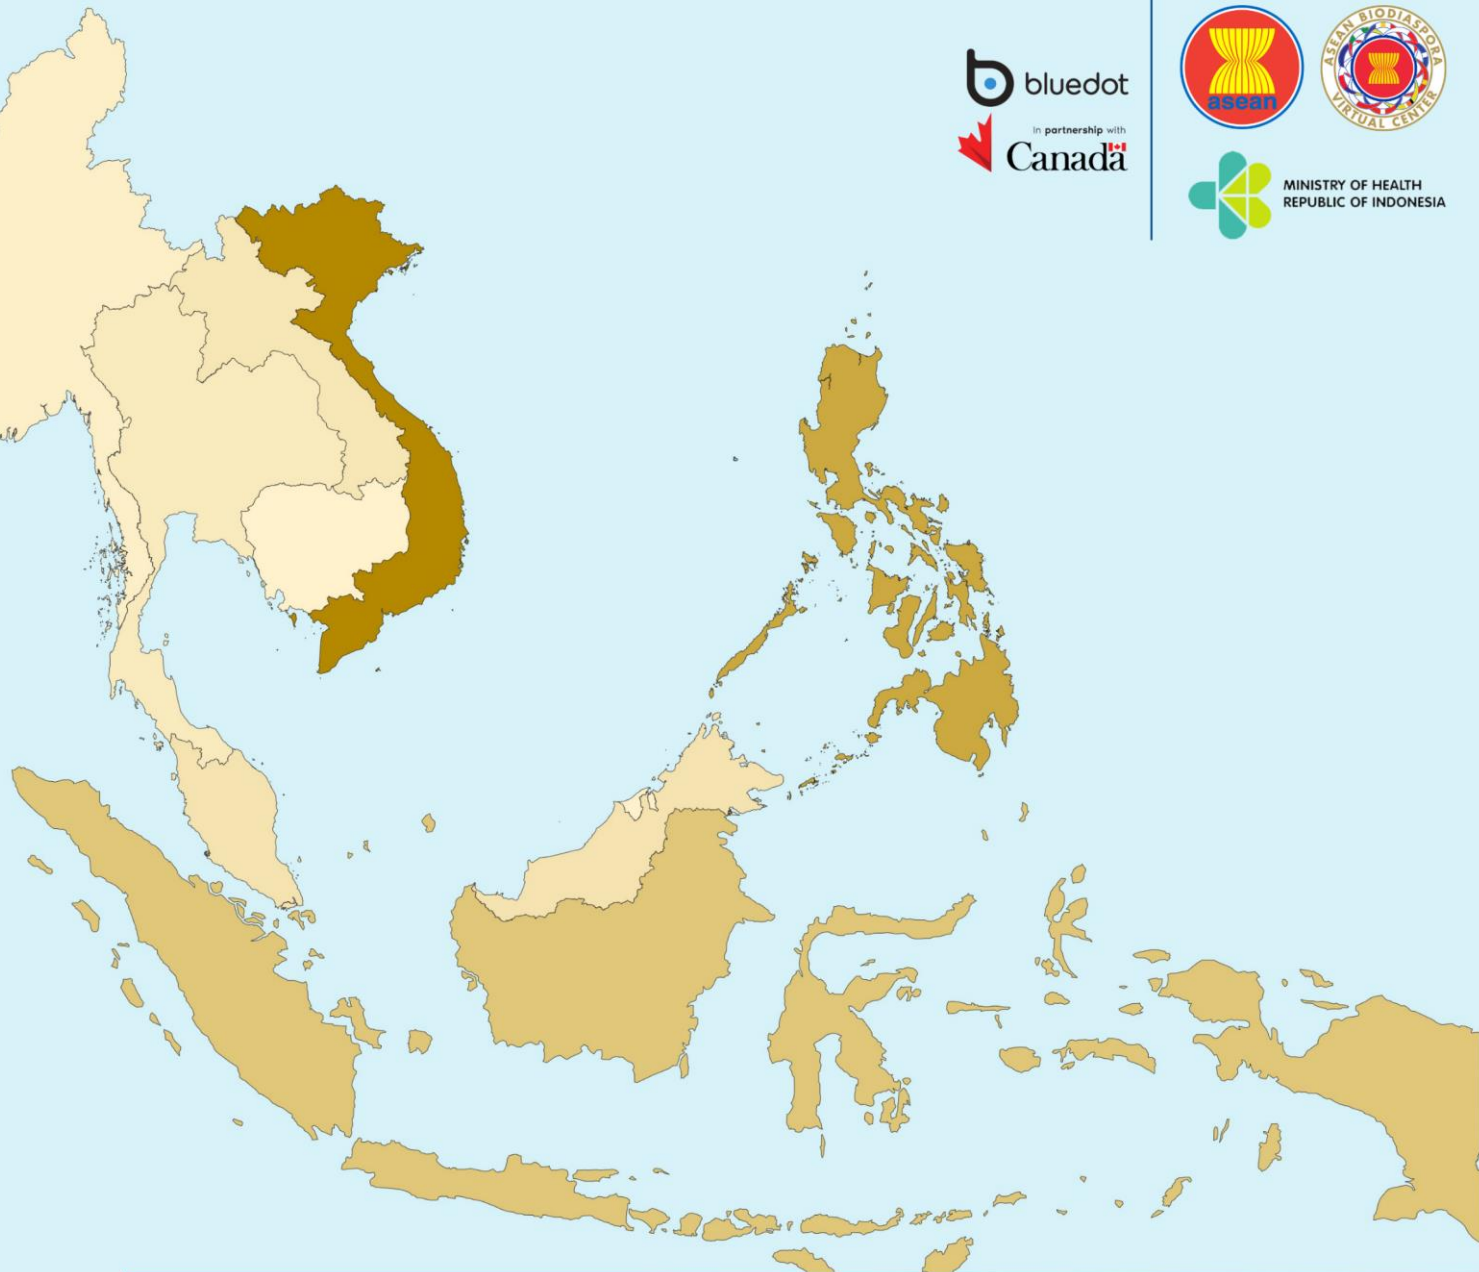 bluedot
in partnership with
Canada
asean
ASEAN BIODIASPORA
VIRTUAL CENTER
MINISTRY OF HEALTH
REPUBLIC OF INDONESIA